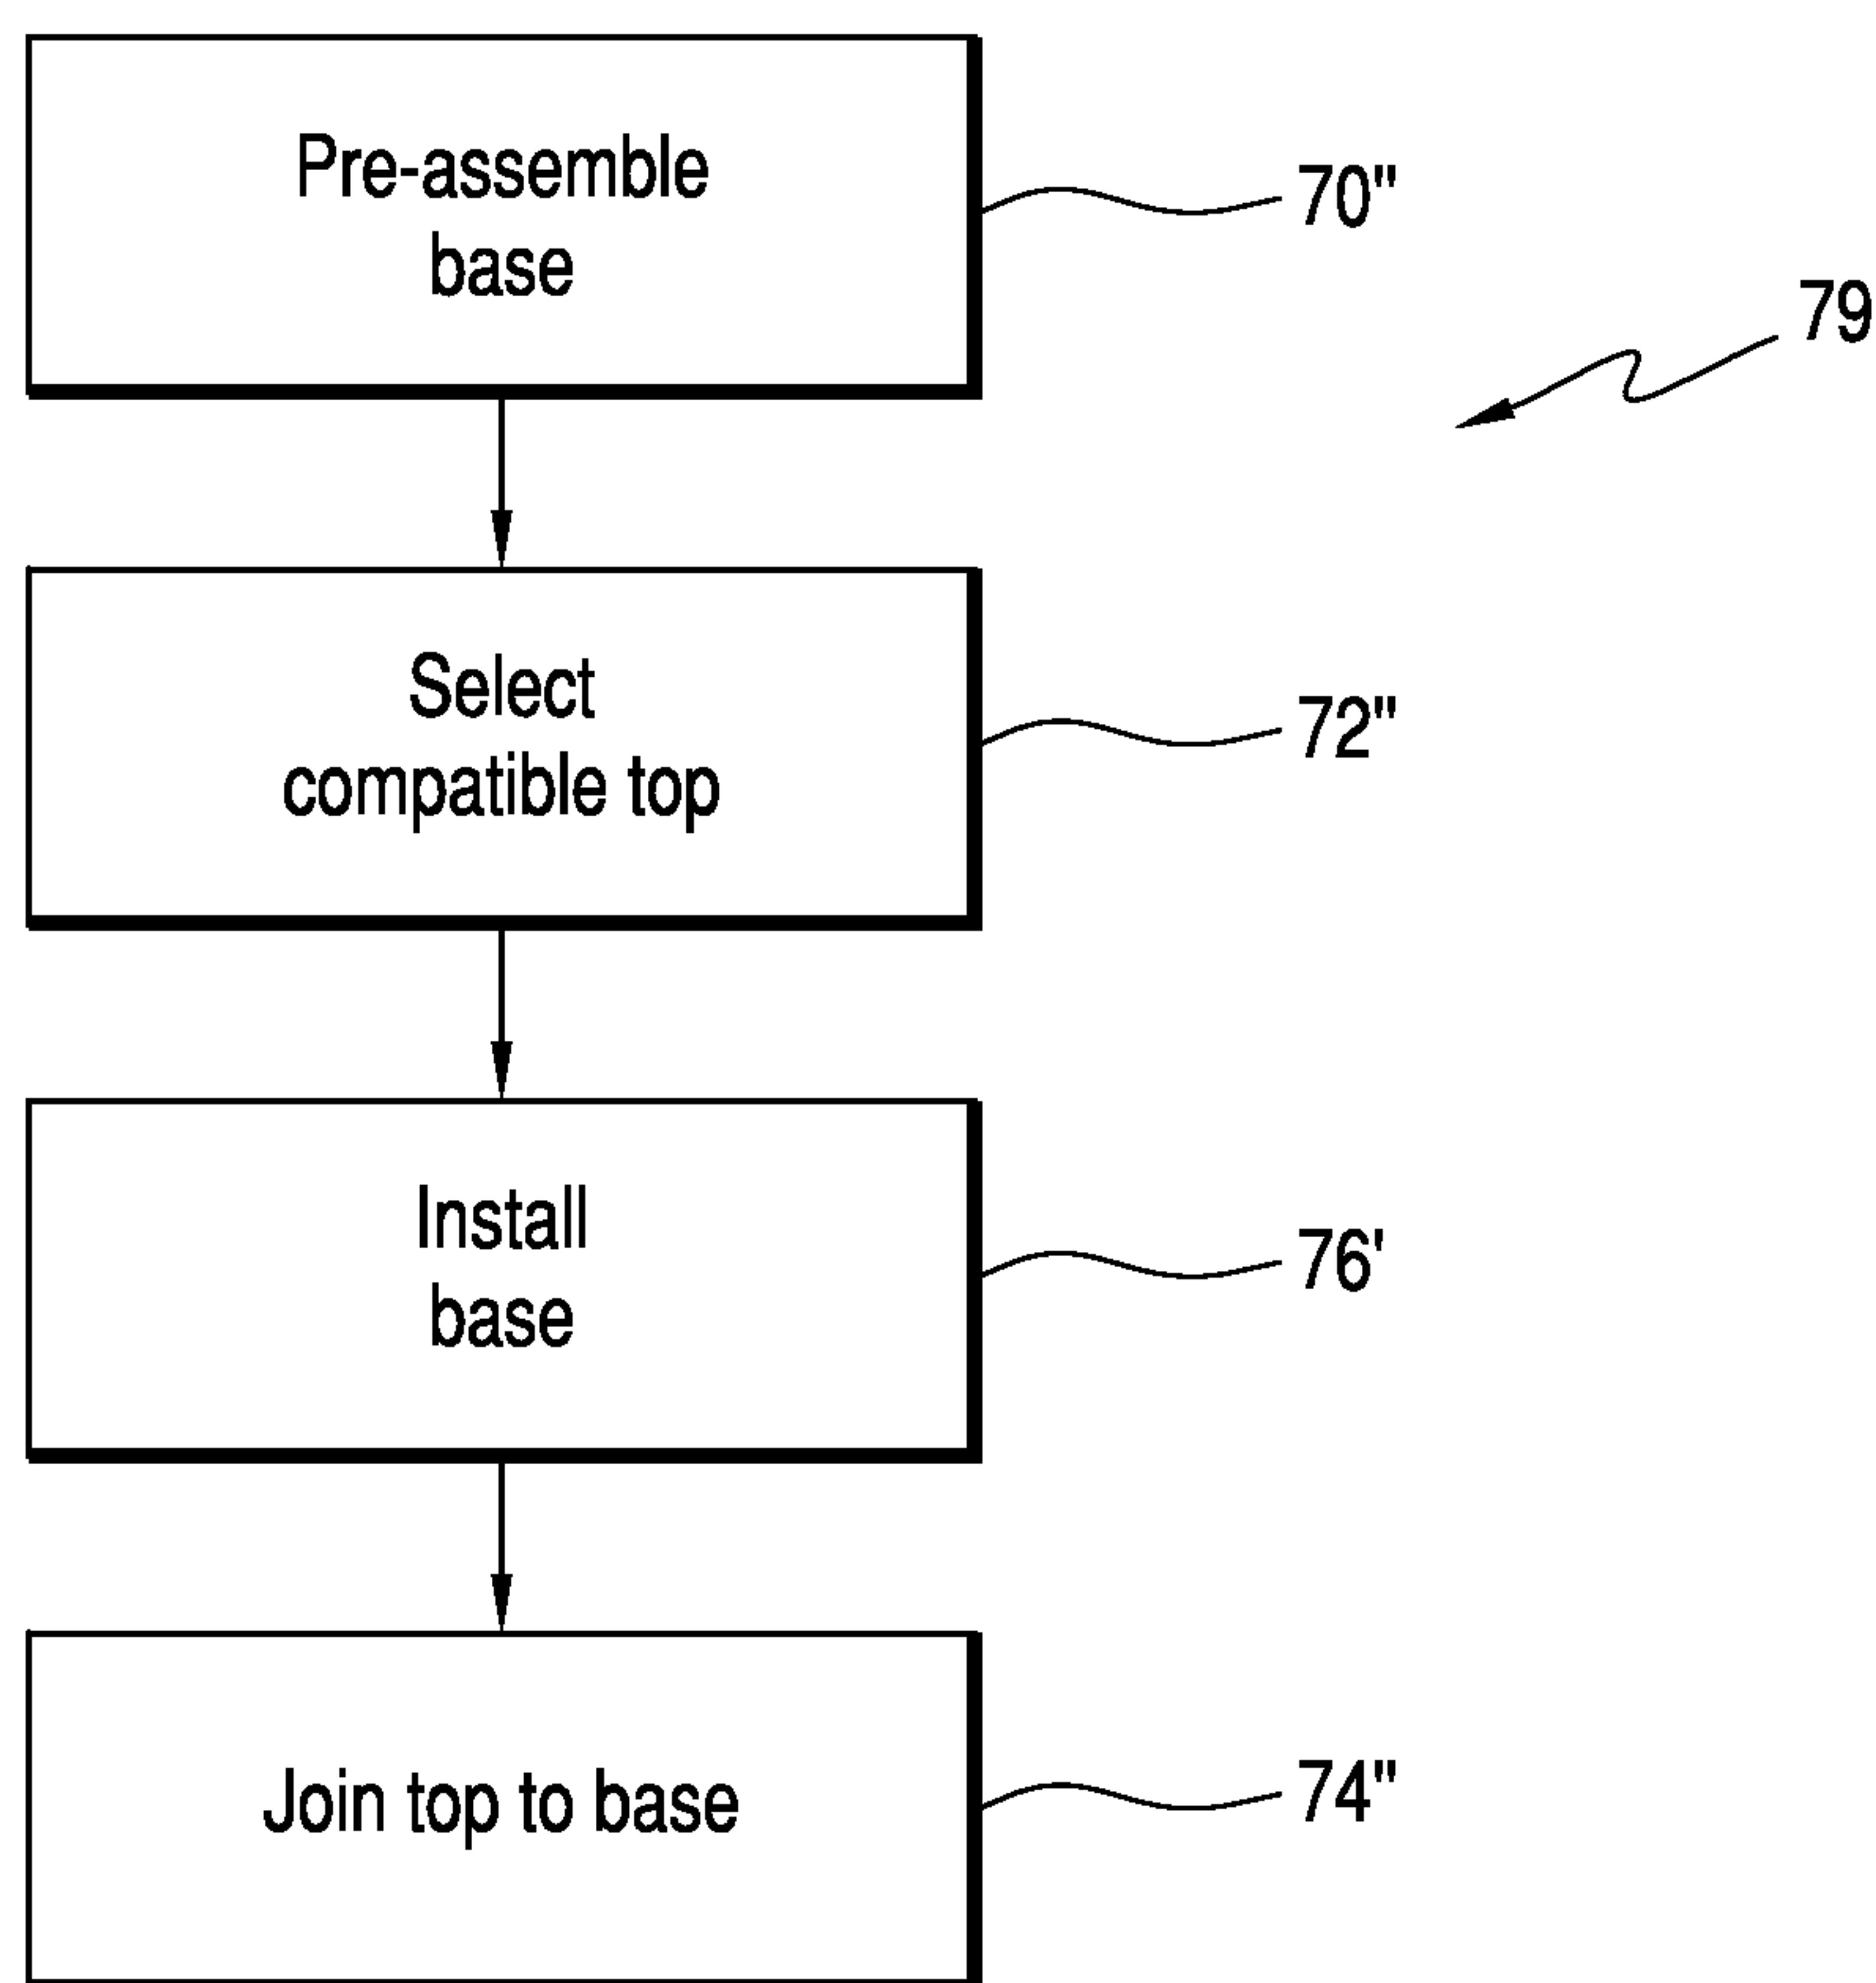 Pre-assemble
base
70"
79
Select
compatible top
72"
Install
base
76'
Join top to base
74"